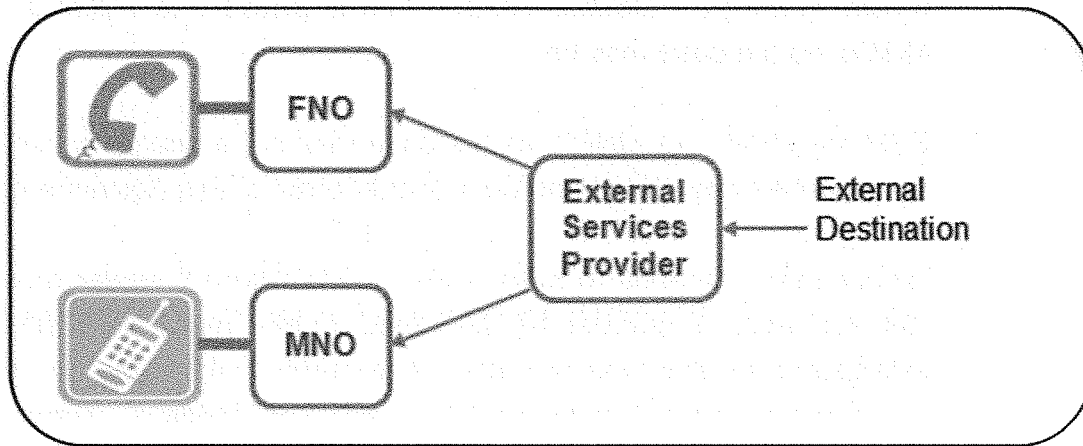 FNO
External
Services
Provider
External
Destination
MNO